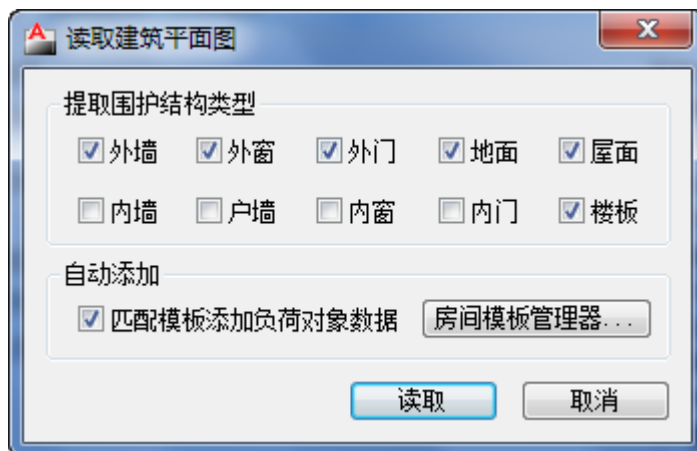 读取建筑平面图
提取围护结构类型
外墙 外窗 外门 地面 屋面
内墙 户墙 内窗 内门 楼板
自动添加
匹配模板添加负荷对象数据 房间模板管理器...
读取 取消